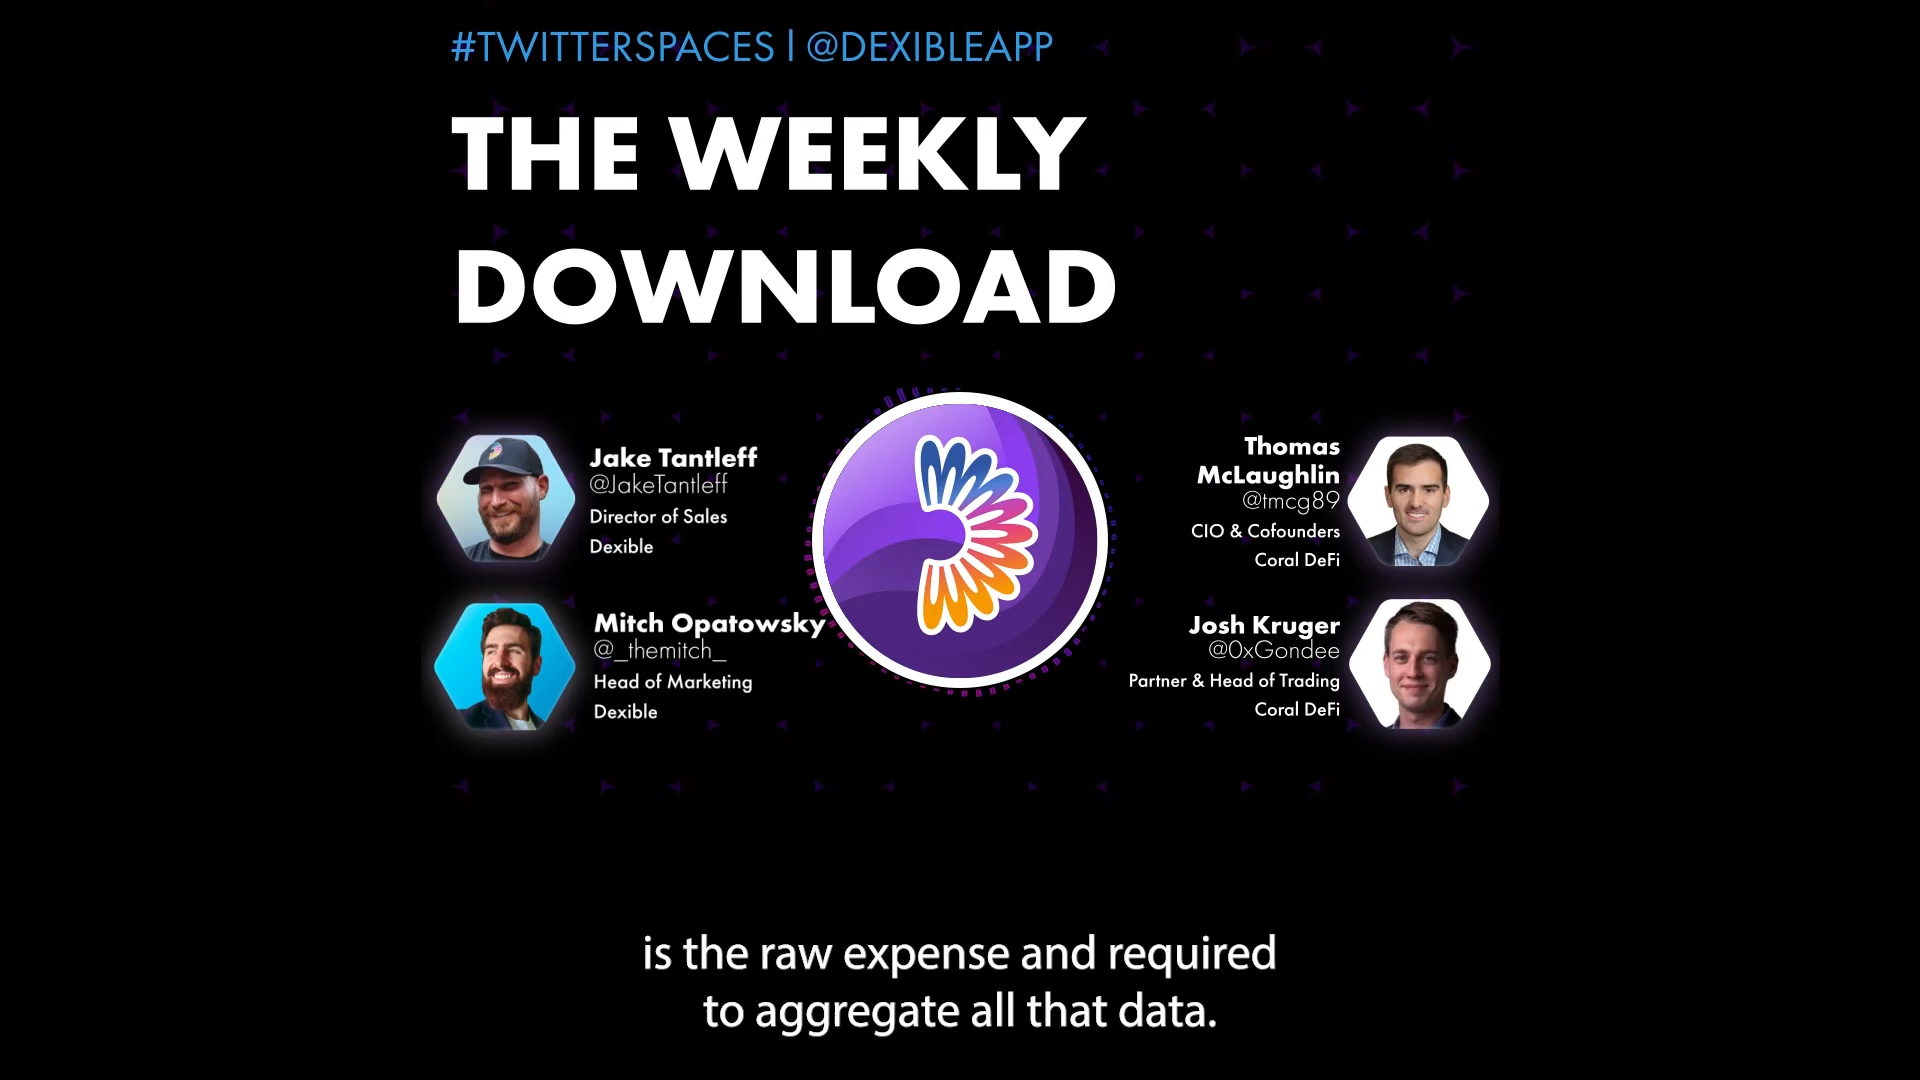 #TWITTERSPACES | @DEXIBLEAPP
THE WEEKLY
DOWNLOAD
Jake Tantleff
@JakeTantleff
Director of Sales
Dexible
Mitch Opatowsky
@_themitch_
Head of Marketing
Dexible
Thomas
McLaughlin
@tmcg89
CIO & Cofounders
Coral DeFi
Josh Kruger
@0xGondee
Partner & Head of Trading
Coral DeFi
is the raw expense and required
to aggregate all that data.